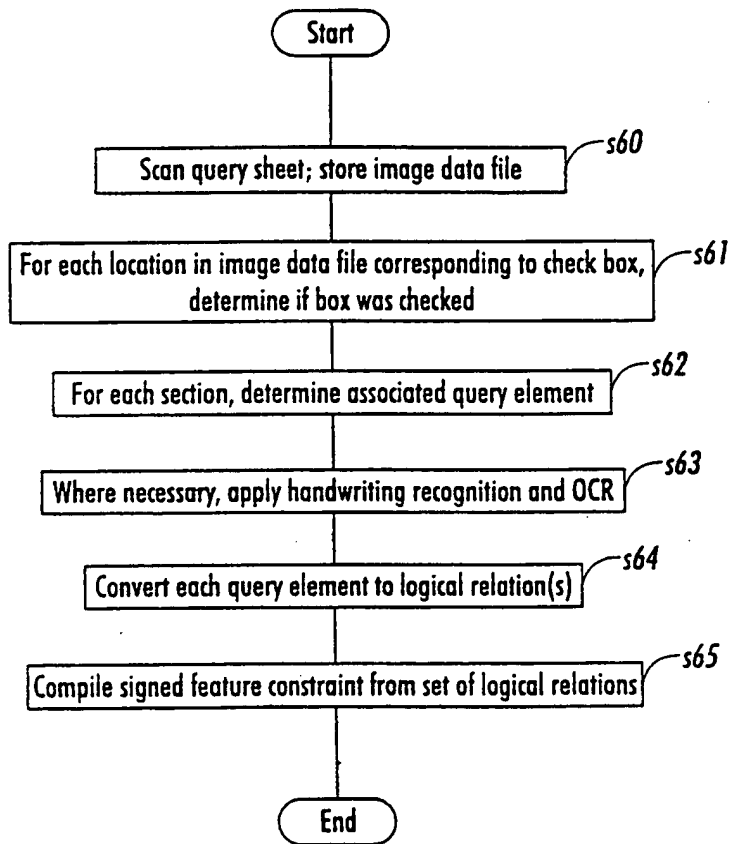 Start
s60
Scan query sheet; store image data file
s61
For each location in image data file corresponding to check box,
determine if box was checked
s62
For each section, determine associated query element
s63
Where necessary, apply handwriting recognition and OCR
s64
Convert each query element to logical relation(s)
s65
Compile signed feature constraint from set of logical relations
End